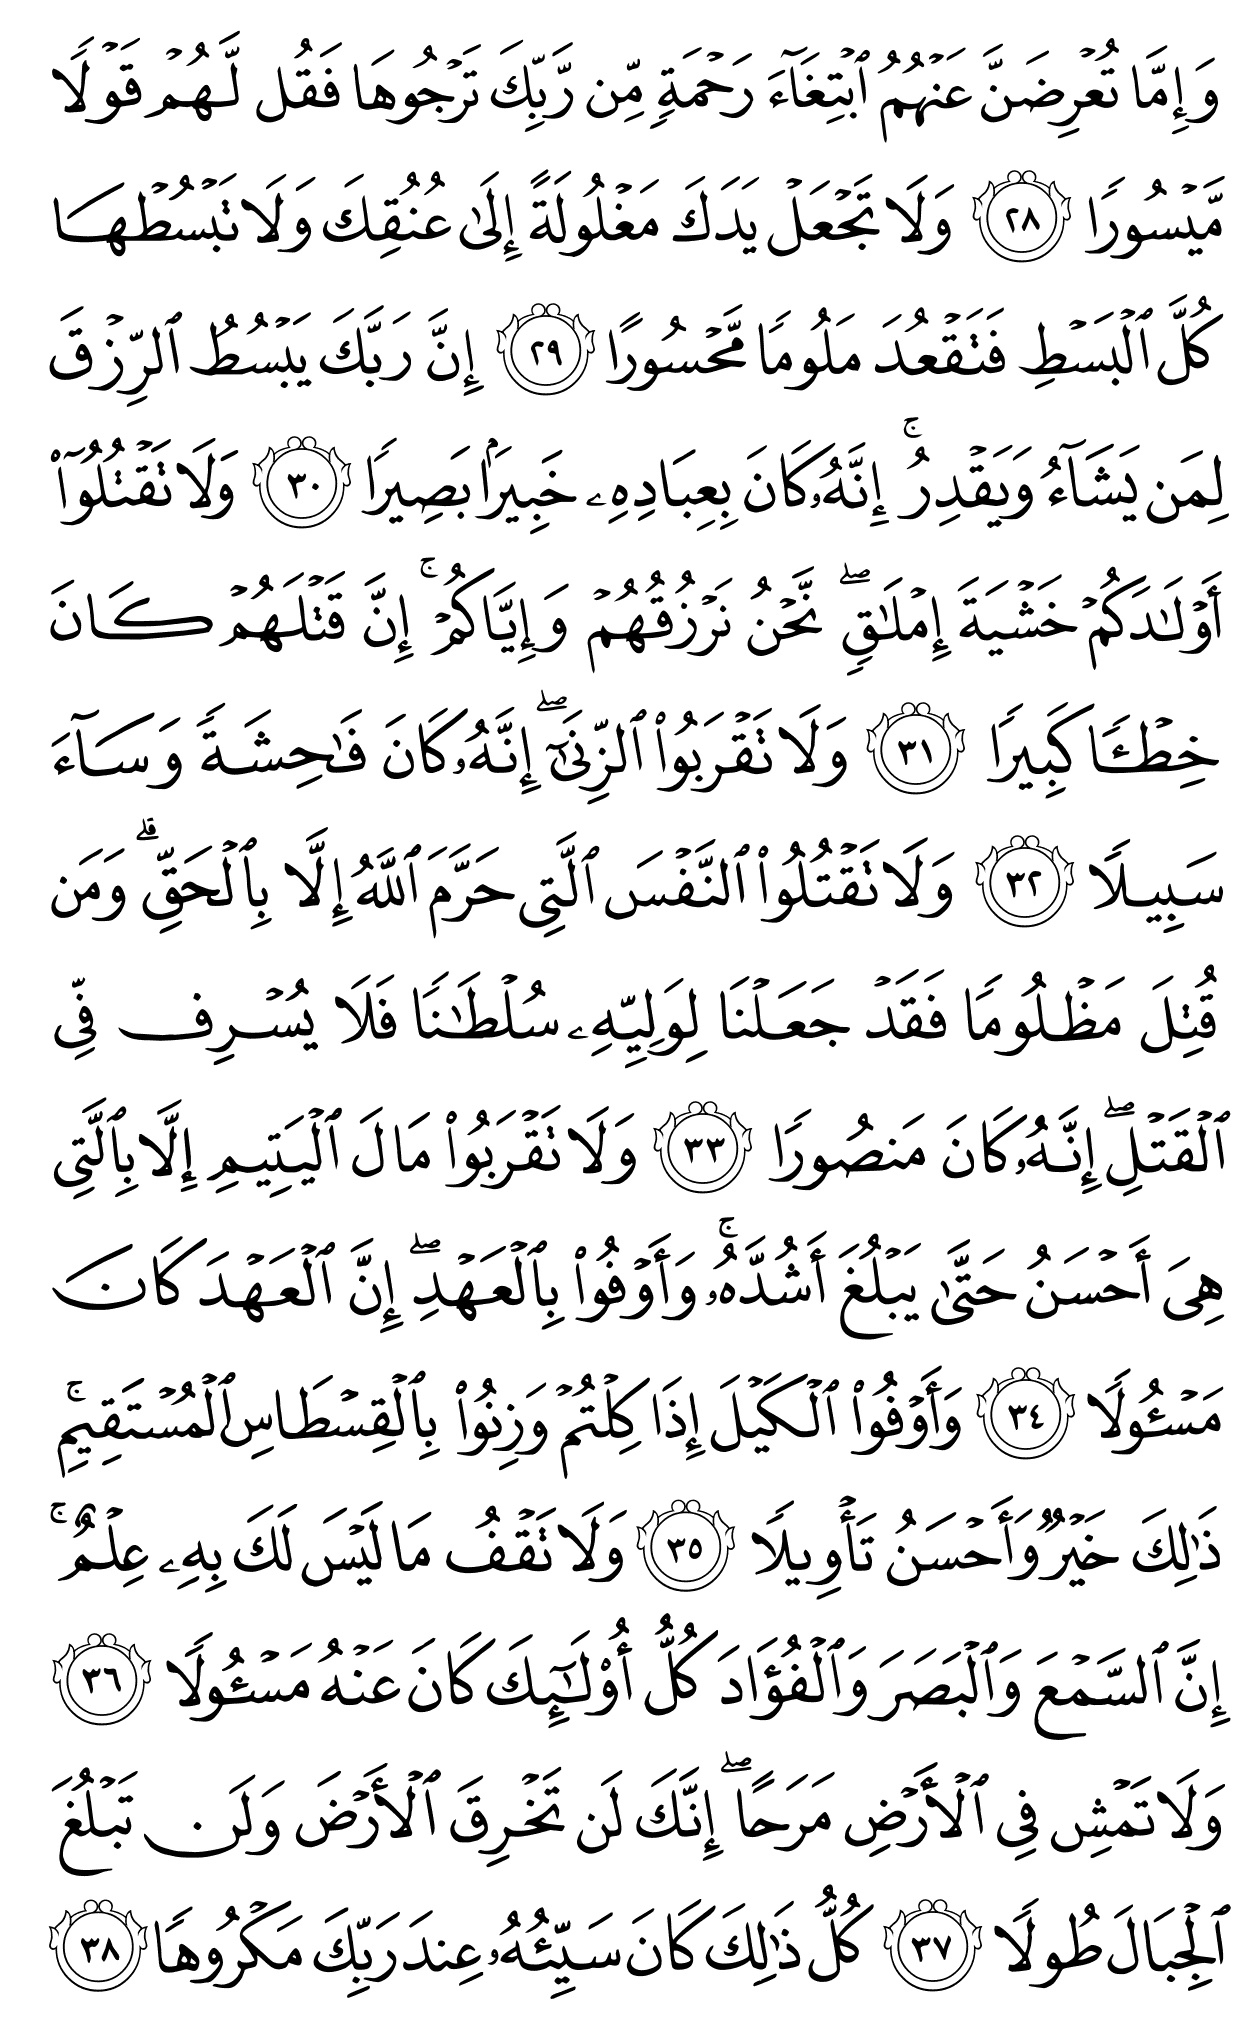 وَإِمَّا تُعۡرِضَنَّ عَنۡهُمُ ٱبۡتِغَآءَ رَحۡمَةٖ مِّن رَّبِّكَ تَرۡجُوهَا فَقُل لَّهُمۡ قَوۡلٗا
مَّيۡسُورٗا ٢٨ وَلَا تَجۡعَلۡ يَدَكَ مَغۡلُولَةً إِلَىٰ عُنُقِكَ وَلَا تَبۡسُطۡهَا
كُلَّ ٱلۡبَسۡطِ فَتَقۡعُدَ مَلُومٗا مَّحۡسُورًا ٢٩ إِنَّ رَبَّكَ يَبۡسُطُ ٱلرِّزۡقَ
لِمَن يَشَآءُ وَيَقۡدِرُۚ إِنَّهُۥ كَانَ بِعِبَادِهِۦ خَبِيرَۢا بَصِيرٗا ٣٠ وَلَا تَقۡتُلُوٓاْ
أَوۡلَٰدَكُمۡ خَشۡيَةَ إِمۡلَٰقٖۖ نَّحۡنُ نَرۡزُقُهُمۡ وَإِيَّاكُمۡۚ إِنَّ قَتۡلَهُمۡ كَانَ
خِطۡـٔٗا كَبِيرٗا ٣١ وَلَا تَقۡرَبُواْ ٱلزِّنَىٰٓۖ إِنَّهُۥ كَانَ فَٰحِشَةٗ وَسَآءَ
سَبِيلٗا ٣٢ وَلَا تَقۡتُلُواْ ٱلنَّفۡسَ ٱلَّتِي حَرَّمَ ٱللَّهُ إِلَّا بِٱلۡحَقِّۗ وَمَن
قُتِلَ مَظۡلُومٗا فَقَدۡ جَعَلۡنَا لِوَلِيِّهِۦ سُلۡطَٰنٗا فَلَا يُسۡرِف فِّي
ٱلۡقَتۡلِۖ إِنَّهُۥ كَانَ مَنصُورٗا ٣٣ وَلَا تَقۡرَبُواْ مَالَ ٱلۡيَتِيمِ إِلَّا بِٱلَّتِي
هِيَ أَحۡسَنُ حَتَّىٰ يَبۡلُغَ أَشُدَّهُۥۚ وَأَوۡفُواْ بِٱلۡعَهۡدِۖ إِنَّ ٱلۡعَهۡدَ كَانَ
مَسۡـُٔولٗا ٣٤ وَأَوۡفُواْ ٱلۡكَيۡلَ إِذَا كِلۡتُمۡ وَزِنُواْ بِٱلۡقِسۡطَاسِ ٱلۡمُسۡتَقِيمِۚ
ذَٰلِكَ خَيۡرٞ وَأَحۡسَنُ تَأۡوِيلٗا ٣٥ وَلَا تَقۡفُ مَا لَيۡسَ لَكَ بِهِۦ عِلۡمٌۚ
إِنَّ ٱلسَّمۡعَ وَٱلۡبَصَرَ وَٱلۡفُؤَادَ كُلُّ أُوْلَٰٓئِكَ كَانَ عَنۡهُ مَسۡـُٔولٗا ٣٦
وَلَا تَمۡشِ فِي ٱلۡأَرۡضِ مَرَحًاۖ إِنَّكَ لَن تَخۡرِقَ ٱلۡأَرۡضَ وَلَن تَبۡلُغَ
ٱلۡجِبَالَ طُولٗا ٣٧ كُلُّ ذَٰلِكَ كَانَ سَيِّئُهُۥ عِندَ رَبِّكَ مَكۡرُوهٗا ٣٨